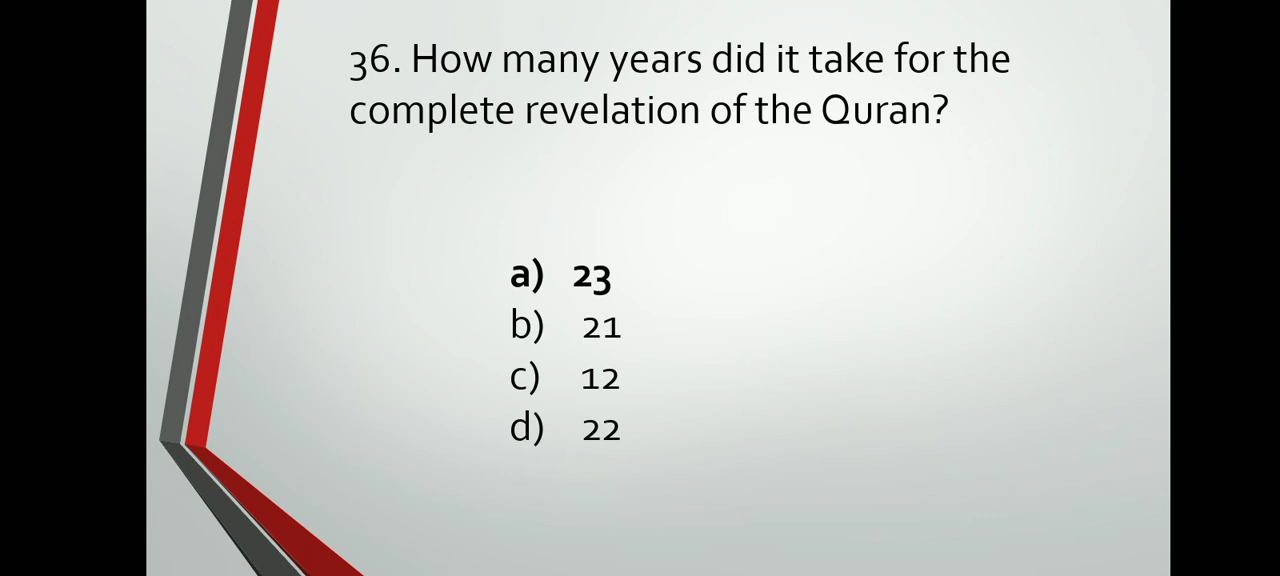 36. How many years did it take for the
complete revelation of the Quran?
a) 23
b) 21
c) 12
d) 22